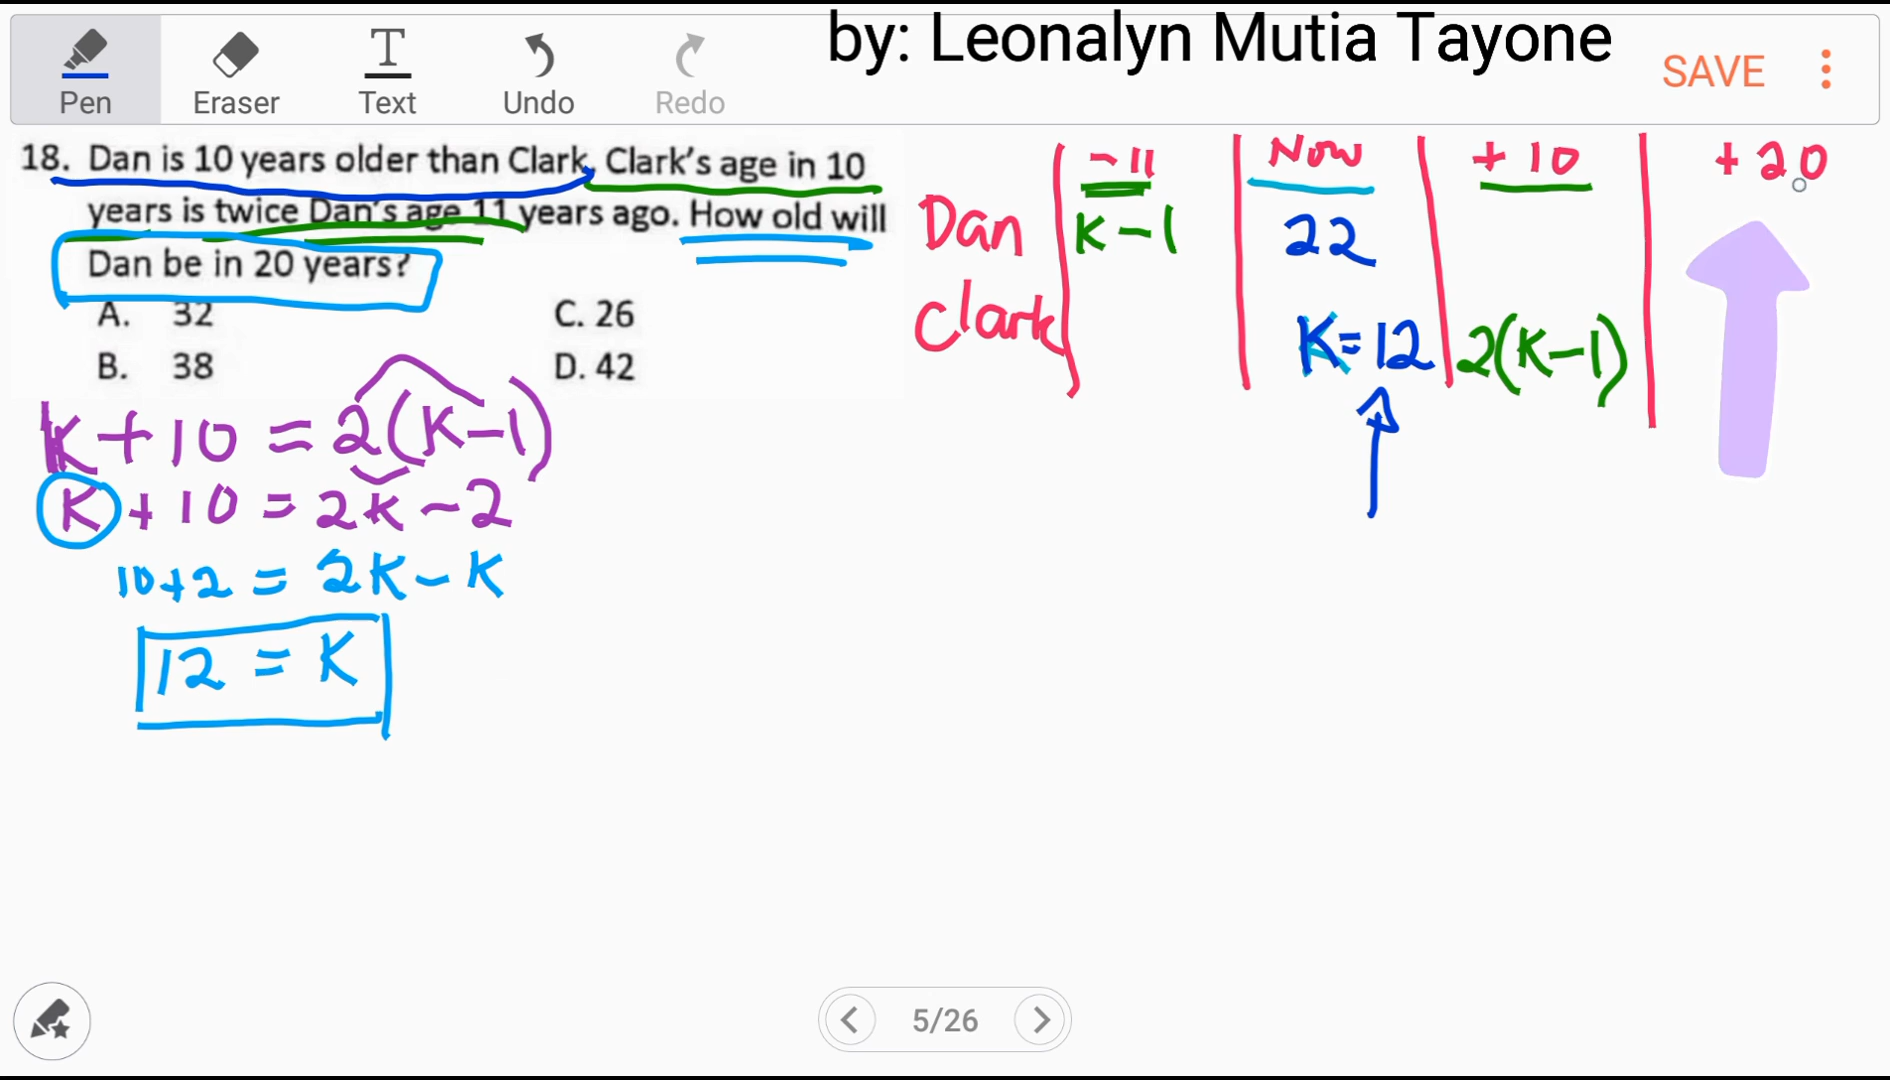 by: Leonalyn Mutia Tayone
Pen Eraser Text Undo Redo SAVE
18. Dan is 10 years older than Clark. Clark's age in 10
years is twice Dan's age 11 years ago. How old will
Dan be in 20 years?
A. 32 C. 26
B. 38 D. 42
-11 Now +10 +20
Dan K-1 22
Clark K=12 2(K-1)
K+10 = 2(K-1)
K+10 = 2K-2
10+2 = 2K-K
12 = K
5/26